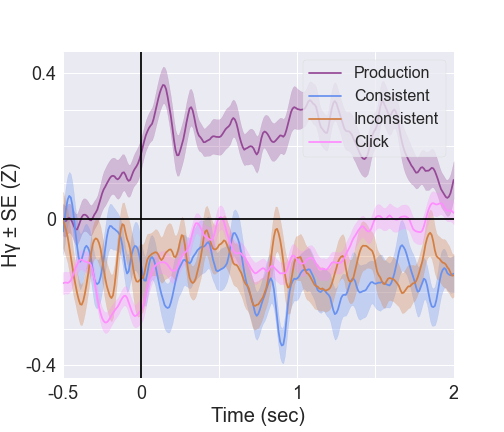 Hγ ± SE (Z)
0.4
0
-0.4
Production
Consistent
Inconsistent
Click
-0.5
0
1
2
Time (sec)